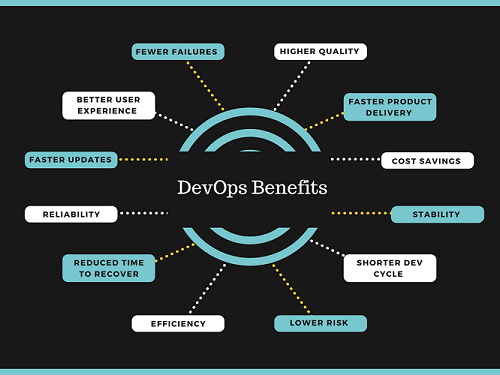 FEWER FAILURES
HIGHER QUALITY
BETTER USER
EXPERIENCE
FASTER PRODUCT
DELIVERY
FASTER UPDATES
COST SAVINGS
DevOps Benefits
RELIABILITY
STABILITY
REDUCED TIME
TO RECOVER
SHORTER DEV
CYCLE
EFFICIENCY
LOWER RISK